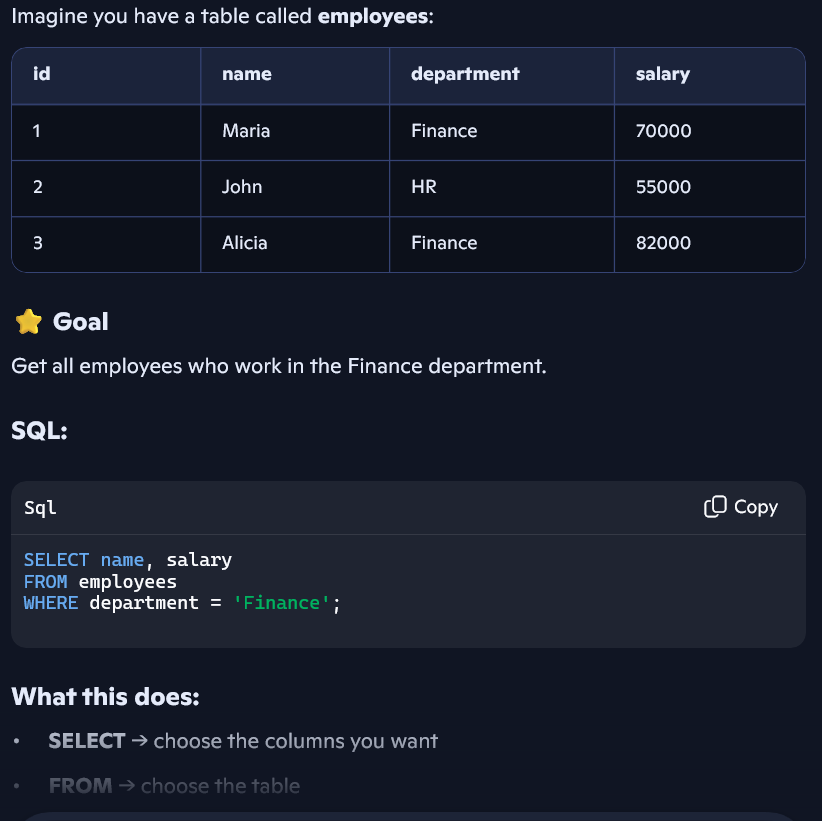 Imagine you have a table called employees:
id name department salary
1 Maria Finance 70000
2 John HR 55000
3 Alicia Finance 82000
⭐ Goal
Get all employees who work in the Finance department.
SQL:
Sql Copy
SELECT name, salary
FROM employees
WHERE department = 'Finance';
What this does:
• SELECT → choose the columns you want
• FROM → choose the table